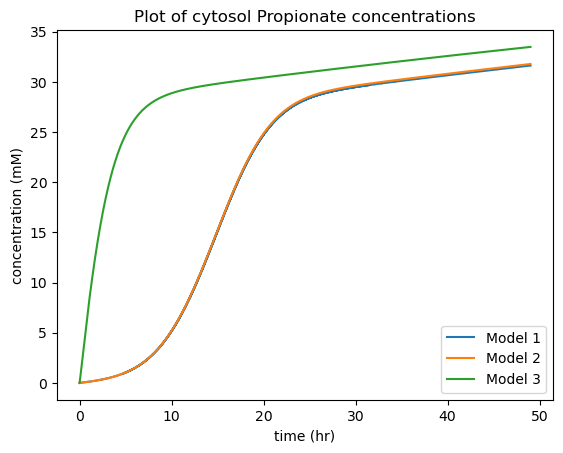 Plot of cytosol Propionate concentrations
35
30
25
20
15
10
5
0
concentration (mM)
0 10 20 30 40 50
time (hr)
Model 1
Model 2
Model 3